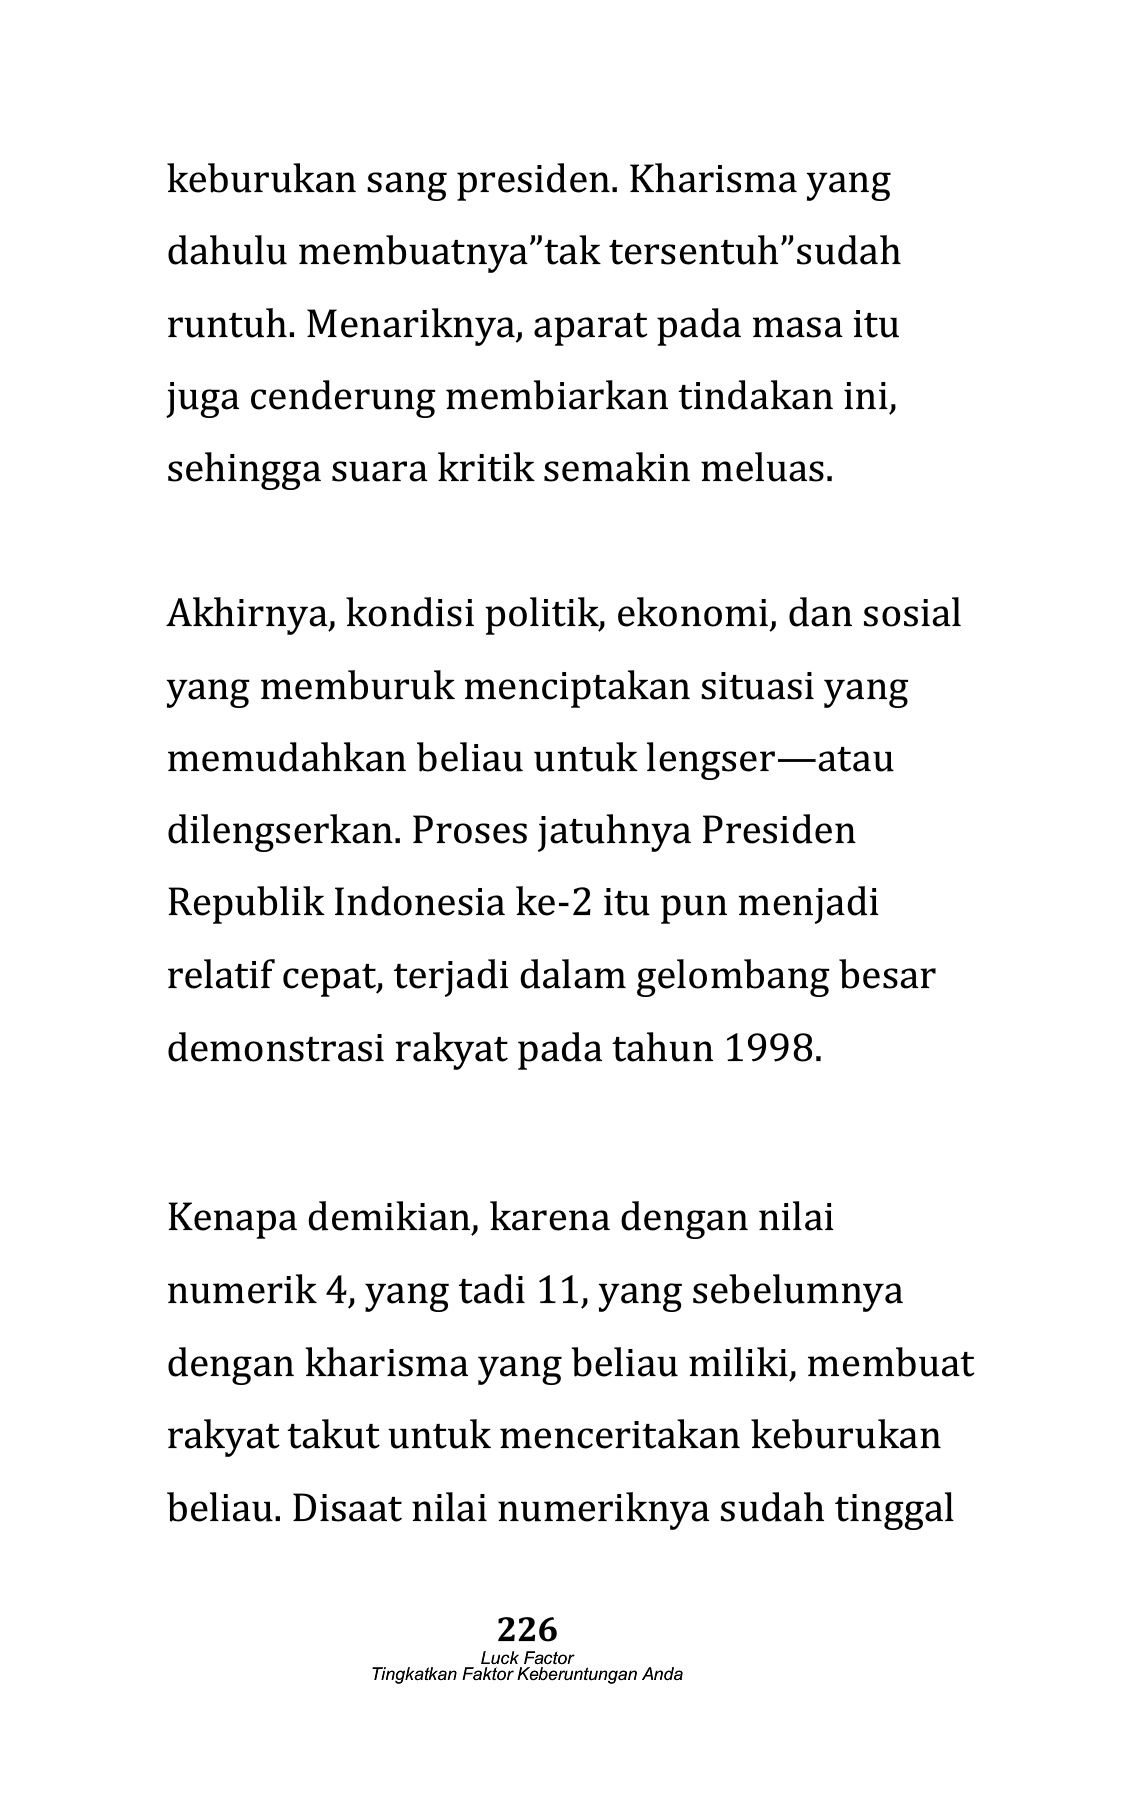 keburukan sang presiden. Kharisma yang
dahulu membuatnya”tak tersentuh”sudah
runtuh. Menariknya, aparat pada masa itu
juga cenderung membiarkan tindakan ini,
sehingga suara kritik semakin meluas.
Akhirnya, kondisi politik, ekonomi, dan sosial
yang memburuk menciptakan situasi yang
memudahkan beliau untuk lengser—atau
dilengserkan. Proses jatuhnya Presiden
Republik Indonesia ke-2 itu pun menjadi
relatif cepat, terjadi dalam gelombang besar
demonstrasi rakyat pada tahun 1998.
Kenapa demikian, karena dengan nilai
numerik 4, yang tadi 11, yang sebelumnya
dengan kharisma yang beliau miliki, membuat
rakyat takut untuk menceritakan keburukan
beliau. Disaat nilai numeriknya sudah tinggal
226
Luck Factor
Tingkatkan Faktor Keberuntungan Anda